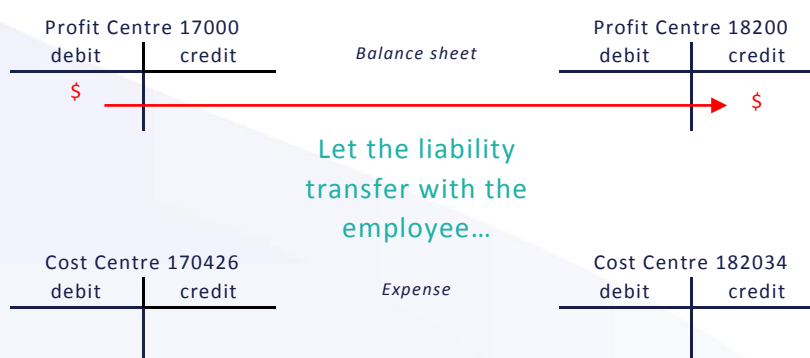 Profit Centre 17000
Profit Centre 18200
debit credit
Balance sheet
debit credit
$
$
Let the liability
transfer with the
employee…
Cost Centre 170426
Cost Centre 182034
debit credit
Expense
debit credit